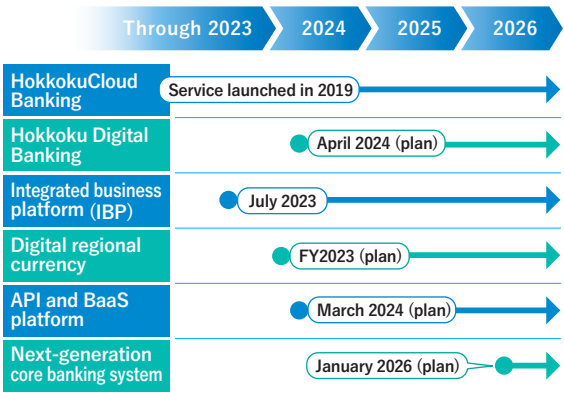 Through 2023 2024 2025 2026
HokkokuCloud
Banking
Service launched in 2019
Hokkoku Digital
Banking
April 2024 (plan)
Integrated business
platform (IBP)
July 2023
Digital regional
currency
FY2023 (plan)
API and BaaS
platform
March 2024 (plan)
Next-generation
core banking system
January 2026 (plan)